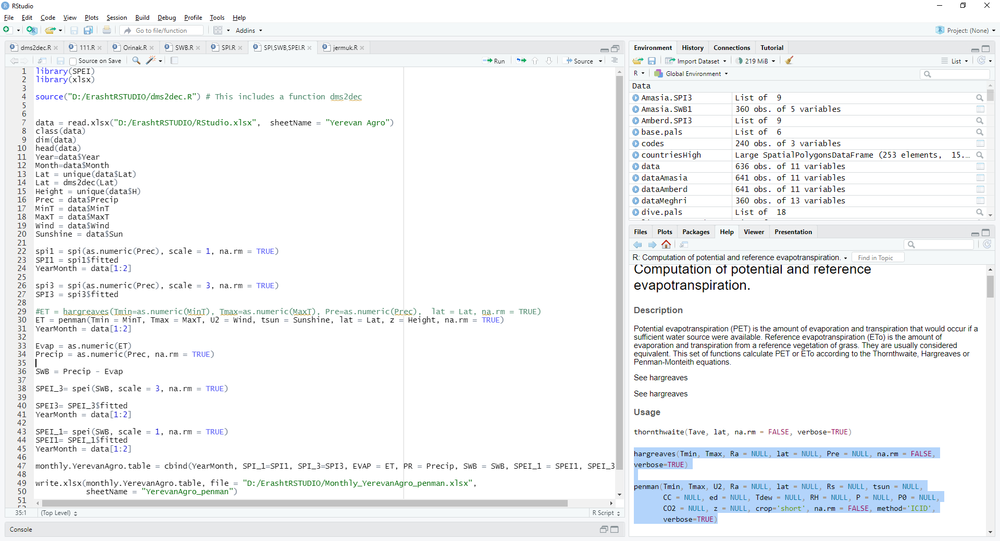 RStudio
File Edit Code View Plots Session Build Debug Profile Tools Help
Go to file/function Addins Project: (None)
dms2dec.R 111.R Orinak.R SWB.R SPI.R SPI,SWB,SPEI.R jermuk.R
Source on Save Run Source
1 library(SPEI)
2 library(xlsx)
3
4 source("D:/ErashtRSTUDIO/dms2dec.R") # This includes a function dms2dec
5
6
7 data = read.xlsx("D:/ErashtRSTUDIO/RStudio.xlsx",  sheetName = "Yerevan Agro")
8 class(data)
9 dim(data)
10 head(data)
11 Year=data$Year
12 Month=data$Month
13 Lat = unique(data$Lat)
14 Lat = dms2dec(Lat)
15 Height = unique(data$H)
16 Prec = data$Precip
17 MinT = data$MinT
18 MaxT = data$MaxT
19 Wind = data$Wind
20 Sunshine = data$Sun
21
22 spi1 = spi(as.numeric(Prec), scale = 1, na.rm = TRUE)
23 SPI1 = spi1$fitted
24 YearMonth = data[1:2]
25
26 spi3 = spi(as.numeric(Prec), scale = 3, na.rm = TRUE)
27 SPI3 = spi3$fitted
28
29 #ET = hargreaves(Tmin=as.numeric(MinT), Tmax=as.numeric(MaxT), Pre=as.numeric(Prec),  lat = Lat, na.rm = TRUE)
30 ET = penman(Tmin = MinT, Tmax = MaxT, U2 = Wind, tsun = Sunshine, lat = Lat, z = Height, na.rm = TRUE)
31 YearMonth = data[1:2]
32
33 Evap = as.numeric(ET)
34 Precip = as.numeric(Prec, na.rm = TRUE)
35
36 SWB = Precip - Evap
37
38 SPEI_3= spei(SWB, scale = 3, na.rm = TRUE)
39
40 SPEI3= SPEI_3$fitted
41 YearMonth = data[1:2]
42
43 SPEI_1= spei(SWB, scale = 1, na.rm = TRUE)
44 SPEI1= SPEI_1$fitted
45 YearMonth = data[1:2]
46
47 monthly.YerevanAgro.table = cbind(YearMonth, SPI_1=SPI1, SPI_3=SPI3, EVAP = ET, PR = Precip, SWB = SWB, SPEI_1 = SPEI1, SPEI_3
48
49 write.xlsx(monthly.YerevanAgro.table, file = "D:/ErashtRSTUDIO/Monthly_YerevanAgro_penman.xlsx",
50 sheetName = "YerevanAgro_penman")
51
35:1 (Top Level) R Script
Console
Environment History Connections Tutorial
Import Dataset 219 MiB List
R Global Environment
Data
Amasia.SPI3 List of 9
Amasia.SWB1 360 obs. of 5 variables
Amberd.SPI3 List of 9
base.pals List of 6
codes 240 obs. of 3 variables
countriesHigh Large SpatialPolygonsDataFrame (253 elements, 15.…
data 636 obs. of 11 variables
dataAmasia 641 obs. of 11 variables
dataAmberd 641 obs. of 11 variables
dataMeghri 360 obs. of 13 variables
dive.pals List of 18
Files Plots Packages Help Viewer Presentation
R: Computation of potential and reference evapotranspiration. Find in Topic
Computation of potential and reference
evapotranspiration.
Description
Potential evapotranspiration (PET) is the amount of evaporation and transpiration that would occur if a
sufficient water source were available. Reference evapotranspiration (ETo) is the amount of
evaporation and transpiration from a reference vegetation of grass. They are usually considered
equivalent. This set of functions calculate PET or ETo according to the Thornthwaite, Hargreaves or
Penman-Monteith equations.
See hargreaves
See hargreaves
Usage
thornthwaite(Tave, lat, na.rm = FALSE, verbose=TRUE)
hargreaves(Tmin, Tmax, Ra = NULL, lat = NULL, Pre = NULL, na.rm = FALSE,
verbose=TRUE)
penman(Tmin, Tmax, U2, Ra = NULL, lat = NULL, Rs = NULL, tsun = NULL,
CC = NULL, ed = NULL, Tdew = NULL, RH = NULL, P = NULL, P0 = NULL,
CO2 = NULL, z = NULL, crop='short', na.rm = FALSE, method='ICID',
verbose=TRUE)